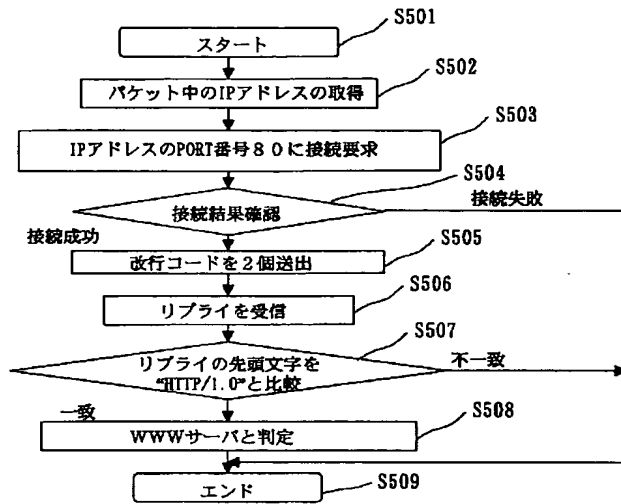 S501
スタート
S502
パケット中のIPアドレスの取得
S503
IPアドレスのPORT番号80に接続要求
S504
接続結果確認
接続失敗
接続成功
S505
改行コードを2個送出
S506
リプライを受信
S507
リプライの先頭文字を
“HTTP/1.0”と比較
不一致
一致
S508
WWWサーバと判定
S509
エンド